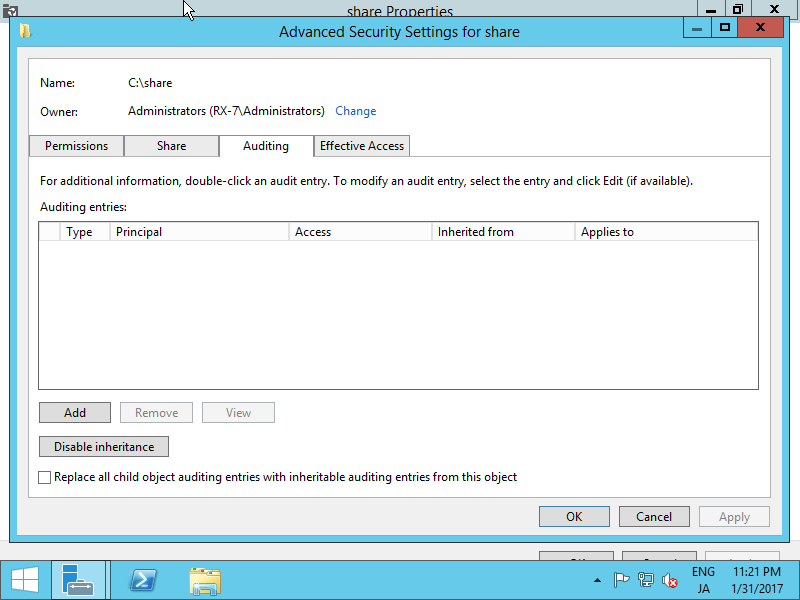 share Properties
Advanced Security Settings for share
Name: C:\share
Owner: Administrators (RX-7\Administrators) Change
Permissions Share Auditing Effective Access
For additional information, double-click an audit entry. To modify an audit entry, select the entry and click Edit (if available).
Auditing entries:
Type Principal Access Inherited from Applies to
Add Remove View
Disable inheritance
Replace all child object auditing entries with inheritable auditing entries from this object
OK Cancel Apply
ENG 11:21 PM
JA 1/31/2017